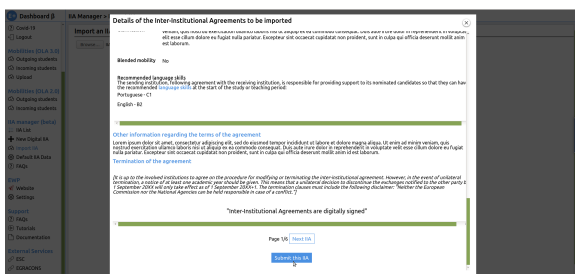 Dashboard β
IIA Manager >
Details of the Inter-Institutional Agreements to be imported
Covid-19
Logout
Import an II
Browse...
Mobilities (OLA 3.0)
Outgoing students
Incoming students
Upload
Mobilities (OLA 2.0)
Outgoing students
Incoming students
IIA manager (beta)
IIA List
New Digital IIA
Import IIA
Default IIA Data
FAQs
EWP
Website
Settings
Support
FAQs
Tutorials
Documentation
External Services
ESC
EGRACONS
veniam, quis nostrud exercitation ullamco laboris nisi ut aliquip ex ea commodo consequat. Duis aute irure dolor in reprehenderit in voluptate
elit esse cillum dolore eu fugiat nulla pariatur. Excepteur sint occaecat cupidatat non proident, sunt in culpa qui officia deserunt mollit anim
est laborum.
Blended mobility No
Recommended language skills
The sending institution, following agreement with the receiving institution, is responsible for providing support to its nominated candidates so that they can hav
the recommended language skills at the start of the study or teaching period:
Portuguese - C1
English - B2
Other information regarding the terms of the agreement
Lorem ipsum dolor sit amet, consectetur adipiscing elit, sed do eiusmod tempor incididunt ut labore et dolore magna aliqua. Ut enim ad minim veniam, quis
nostrud exercitation ullamco laboris nisi ut aliquip ex ea commodo consequat. Duis aute irure dolor in reprehenderit in voluptate velit esse cillum dolore eu fugiat
nulla pariatur. Excepteur sint occaecat cupidatat non proident, sunt in culpa qui officia deserunt mollit anim id est laborum.
Termination of the agreement
[It is up to the involved institutions to agree on the procedure for modifying or terminating the inter-institutional agreement. However, in the event of unilateral
termination, a notice of at least one academic year should be given. This means that a unilateral decision to discontinue the exchanges notified to the other party b
1 September 20XX will only take effect as of 1 September 20XX+1. The termination clauses must include the following disclaimer: "Neither the European
Commission nor the National Agencies can be held responsible in case of a conflict."]
"Inter-Institutional Agreements are digitally signed"
Page 1/6 Next IIA
Submit this IIA